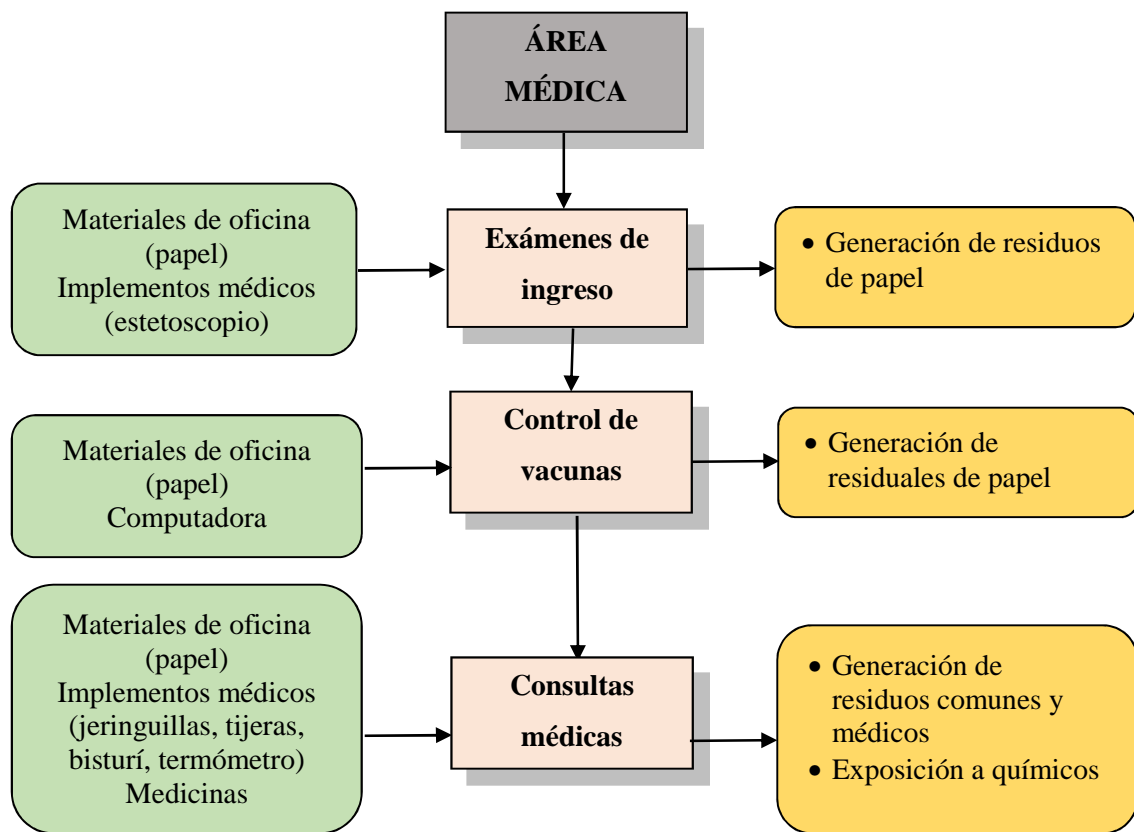 ÁREA
MÉDICA
Materiales de oficina
(papel)
Implementos médicos
(estetoscopio)
Exámenes de
ingreso
• Generación de residuos
de papel
Materiales de oficina
(papel)
Computadora
Control de
vacunas
• Generación de
residuales de papel
Materiales de oficina
(papel)
Implementos médicos
(jeringuillas, tijeras,
bisturí, termómetro)
Medicinas
Consultas
médicas
• Generación de
residuos comunes y
médicos
• Exposición a químicos